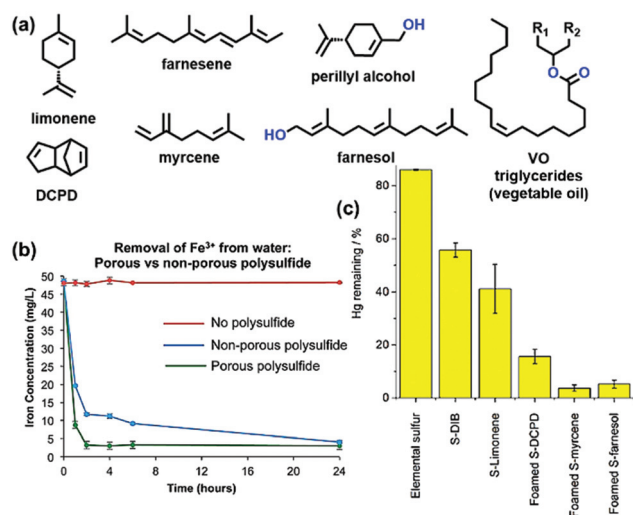 (a)
limonene
farnesene
OH
perillyl alcohol
R1 R2
O
O
DCPD
myrcene
HO
farnesol
VO
triglycerides
(vegetable oil)
(b)
Removal of Fe3+ from water:
Porous vs non-porous polysulfide
Iron Concentration (mg/L)
50
45
40
35
30
25
20
15
10
5
0
No polysulfide
Non-porous polysulfide
Porous polysulfide
0 4 8 12 16 20 24
Time (hours)
(c)
Hg remaining / %
80
60
40
20
0
Elemental sulfur
S-DIB
S-Limonene
Foamed S-DCPD
Foamed S-myrcene
Foamed S-farnesol